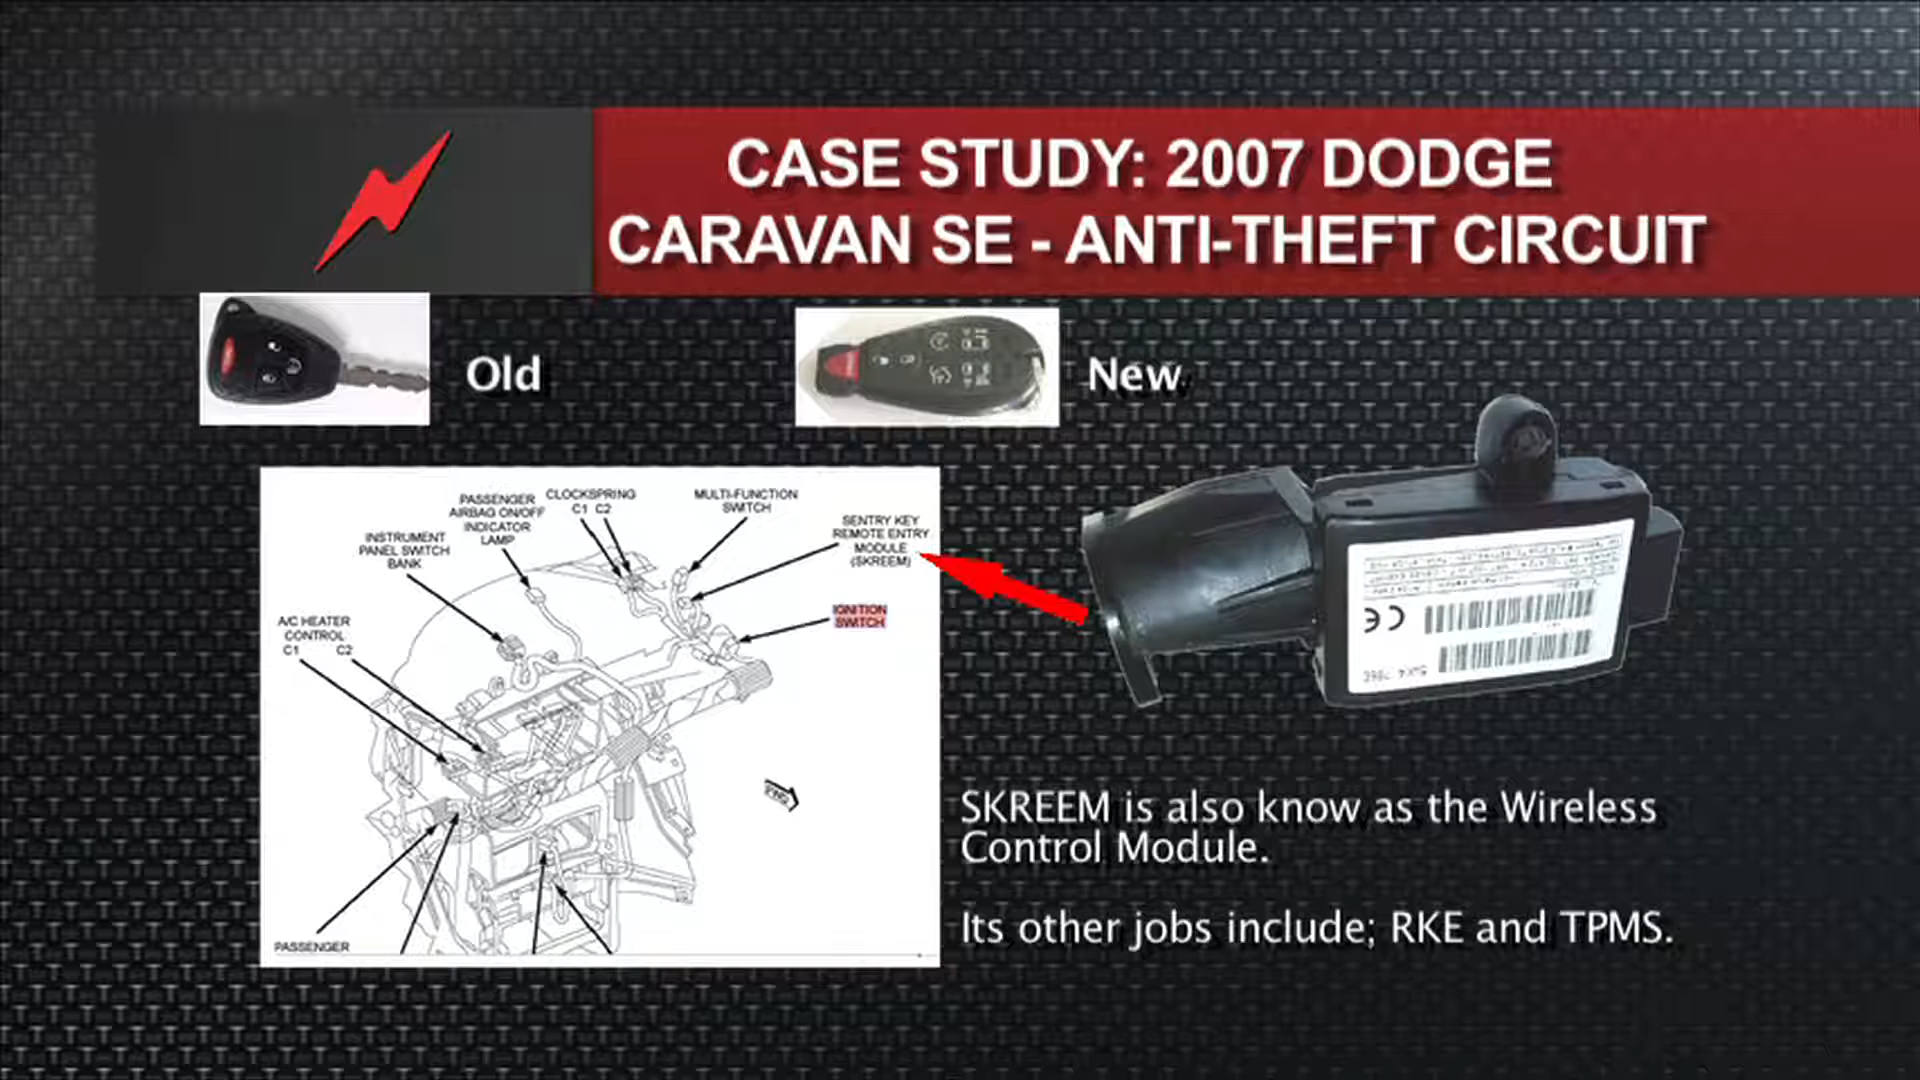 CASE STUDY: 2007 DODGE
CARAVAN SE - ANTI-THEFT CIRCUIT
Old
New
PASSENGER
AIRBAG ON/OFF
INDICATOR
LAMP
CLOCKSPRING
C1 C2
MULTI-FUNCTION
SWITCH
SENTRY KEY
REMOTE ENTRY
MODULE
(SKREEM)
INSTRUMENT
PANEL SWITCH
BANK
IGNITION
SWITCH
A/C HEATER
CONTROL
C1 C2
PASSENGER
CE
SKREEM is also know as the Wireless
Control Module.
Its other jobs include; RKE and TPMS.